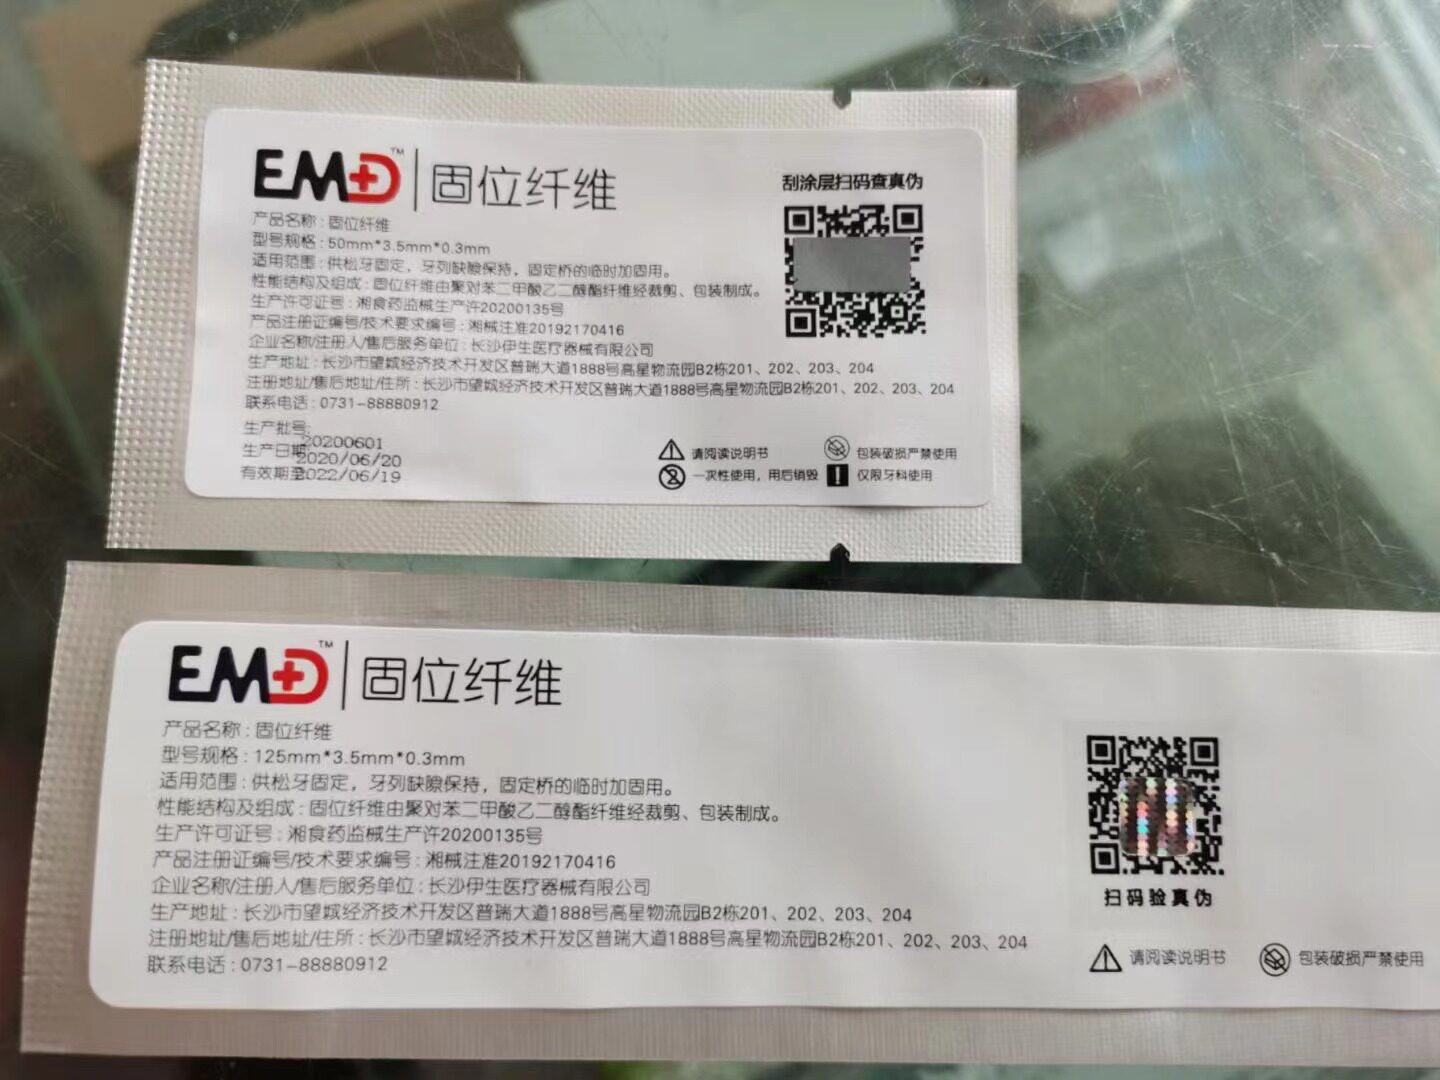 EMD™ 固位纤维
刮涂层扫码查真伪
产品名称：固位纤维
型号规格：50mm*3.5mm*0.3mm
适用范围：供松牙固定，牙列缺隙保持，固定桥的临时加固用。
性能结构及组成：固位纤维由聚对苯二甲酸乙二醇酯纤维经裁剪、包装制成。
生产许可证号：湘食药监械生产许20200135号
产品注册证编号/技术要求编号：湘械注准20192170416
企业名称/注册人/售后服务单位：长沙伊生医疗器械有限公司
生产地址：长沙市望城经济技术开发区普瑞大道1888号高星物流园B2栋201、202、203、204
注册地址/售后地址/住所：长沙市望城经济技术开发区普瑞大道1888号高星物流园B2栋201、202、203、204
联系电话：0731-88880912
生产批号：20200601
生产日期：2020/06/20
有效期至2022/06/19
请阅读说明书 包装破损严禁使用
一次性使用，用后销毁 仅限牙科使用
EMD™ 固位纤维
产品名称：固位纤维
型号规格：125mm*3.5mm*0.3mm
适用范围：供松牙固定，牙列缺隙保持，固定桥的临时加固用。
性能结构及组成：固位纤维由聚对苯二甲酸乙二醇酯纤维经裁剪、包装制成。
生产许可证号：湘食药监械生产许20200135号
产品注册证编号/技术要求编号：湘械注准20192170416
企业名称/注册人/售后服务单位：长沙伊生医疗器械有限公司
生产地址：长沙市望城经济技术开发区普瑞大道1888号高星物流园B2栋201、202、203、204
注册地址/售后地址/住所：长沙市望城经济技术开发区普瑞大道1888号高星物流园B2栋201、202、203、204
联系电话：0731-88880912
扫码验真伪
请阅读说明书 包装破损严禁使用